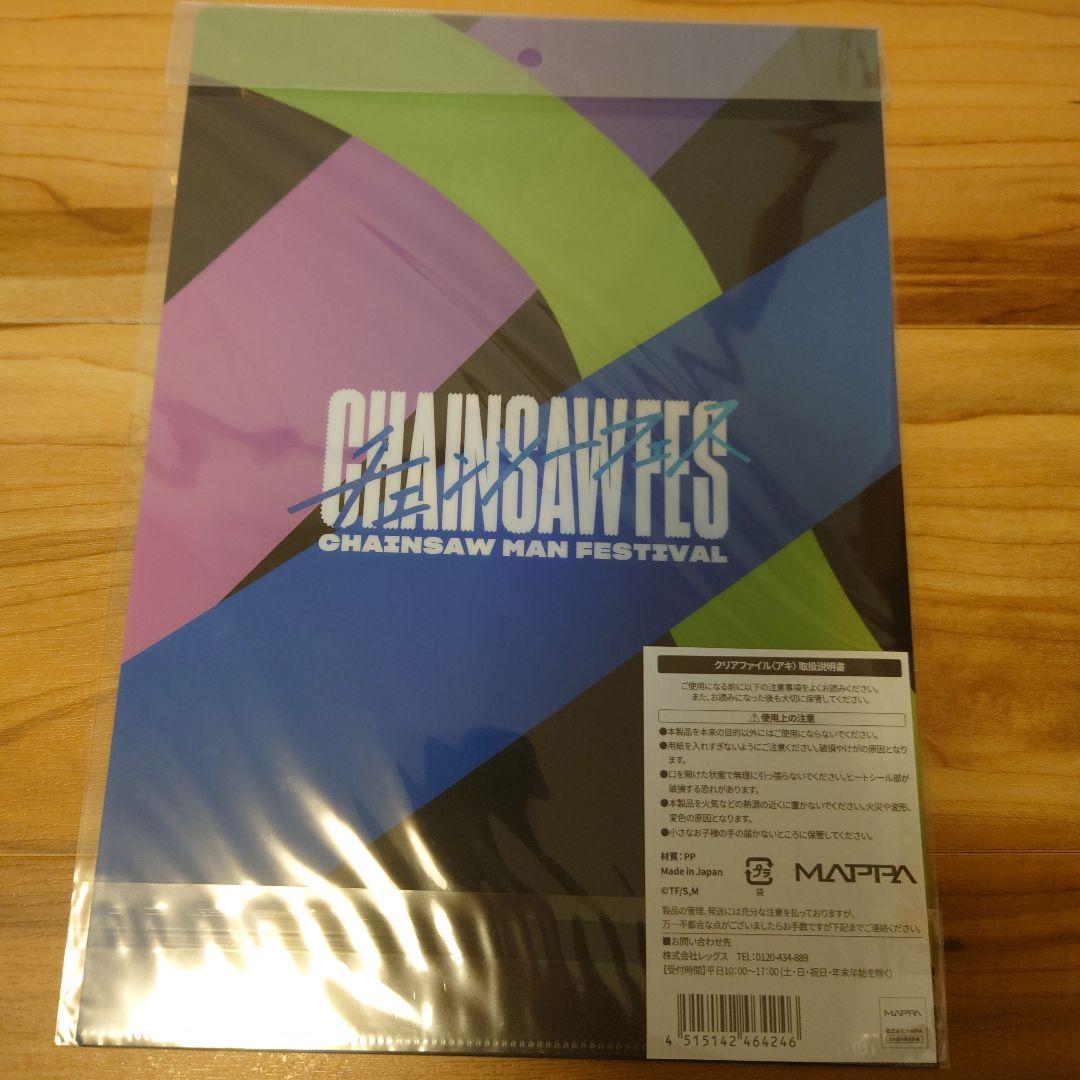 CHAINSAW FES
チェンソーフェス
CHAINSAW MAN FESTIVAL
クリアファイル〈アキ〉取扱説明書
ご使用になる前に以下の注意事項をよくお読みください。
また、お読みになった後も大切に保管してください。
⚠使用上の注意
●本製品を本来の目的以外にはご使用にならないでください。
●用紙を入れすぎないようにご注意ください。破損やけがの原因となり
ます。
●口を開けた状態で無理に引っ張らないでください。ヒートシール部が
破損する恐れがあります。
●本製品を火気などの熱源の近くに置かないでください。火災や変形、
変色の原因となります。
●小さなお子様の手の届かないところに保管してください。
材質：PP
Made in Japan
©TF/S,M
プラ
袋
MAPPA
製品の管理、発送には充分な注意を払っておりますが、
万一不都合な点がございましたらお手数ですが下記までご連絡ください。
■お問い合わせ先
株式会社レッグス TEL：0120-434-889
【受付時間】平日10：00～17：00（土・日・祝日・年末年始を除く）
4 515142 464246
MAPPA
株式会社MAPPA